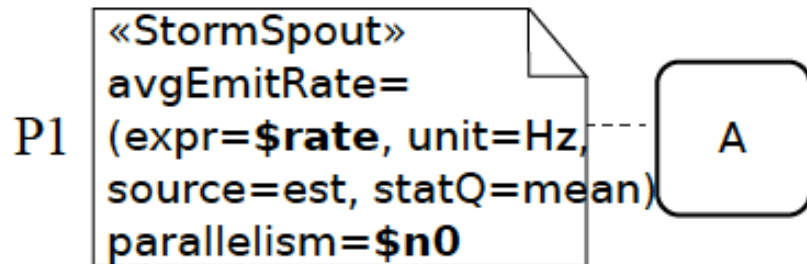 «StormSpout»
avgEmitRate=
P1
(expr=$rate, unit=Hz,
A
source=est, statQ=mean)
parallelism=$n0